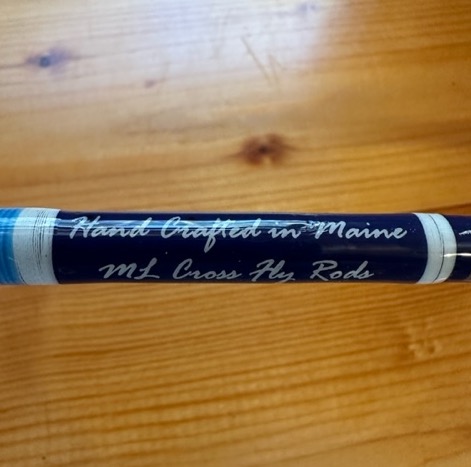 Hand Crafted in Maine
ML Cross Fly Rods